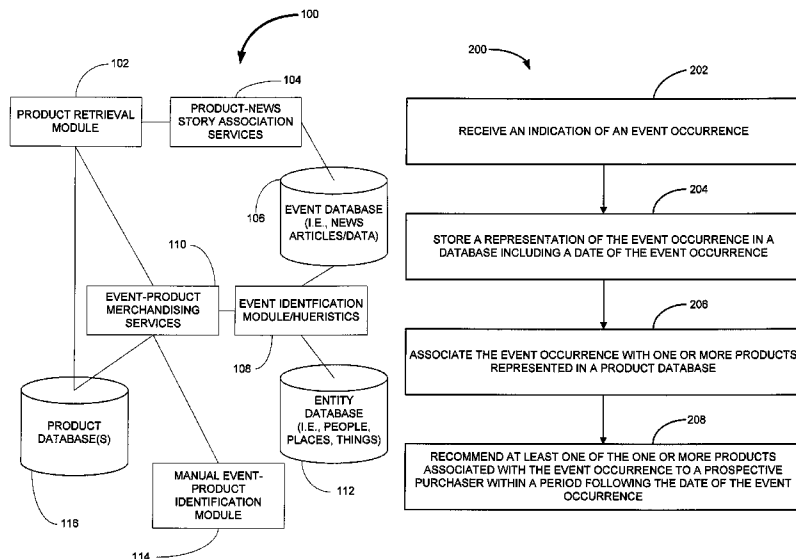 100
102
PRODUCT RETRIEVAL
MODULE
104
PRODUCT-NEWS
STORY ASSOCIATION
SERVICES
106
EVENT DATABASE
(I.E., NEWS
ARTICLES/DATA)
110
EVENT-PRODUCT
MERCHANDISING
SERVICES
EVENT IDENTFICATION
MODULE/HUERISTICS
108
PRODUCT
DATABASE(S)
116
ENTITY
DATABASE
(I.E., PEOPLE,
PLACES, THINGS)
112
MANUAL EVENT-
PRODUCT
IDENTIFICATION
MODULE
114
200
202
RECEIVE AN INDICATION OF AN EVENT OCCURRENCE
204
STORE A REPRESENTATION OF THE EVENT OCCURRENCE IN A
DATABASE INCLUDING A DATE OF THE EVENT OCCURRENCE
206
ASSOCIATE THE EVENT OCCURRENCE WITH ONE OR MORE PRODUCTS
REPRESENTED IN A PRODUCT DATABASE
208
RECOMMEND AT LEAST ONE OF THE ONE OR MORE PRODUCTS
ASSOCIATED WITH THE EVENT OCCURRENCE TO A PROSPECTIVE
PURCHASER WITHIN A PERIOD FOLLOWING THE DATE OF THE EVENT
OCCURRENCE